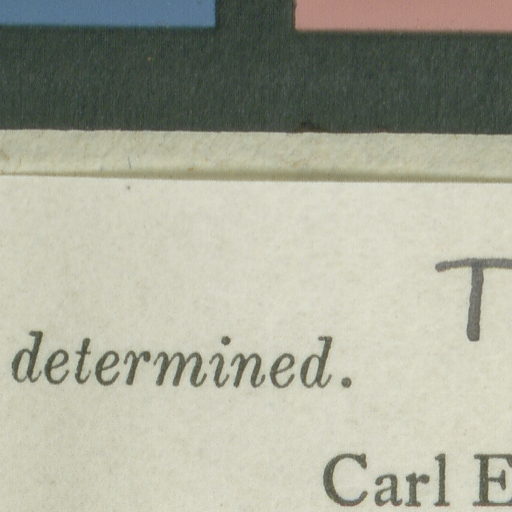 T
determined.
Carl E